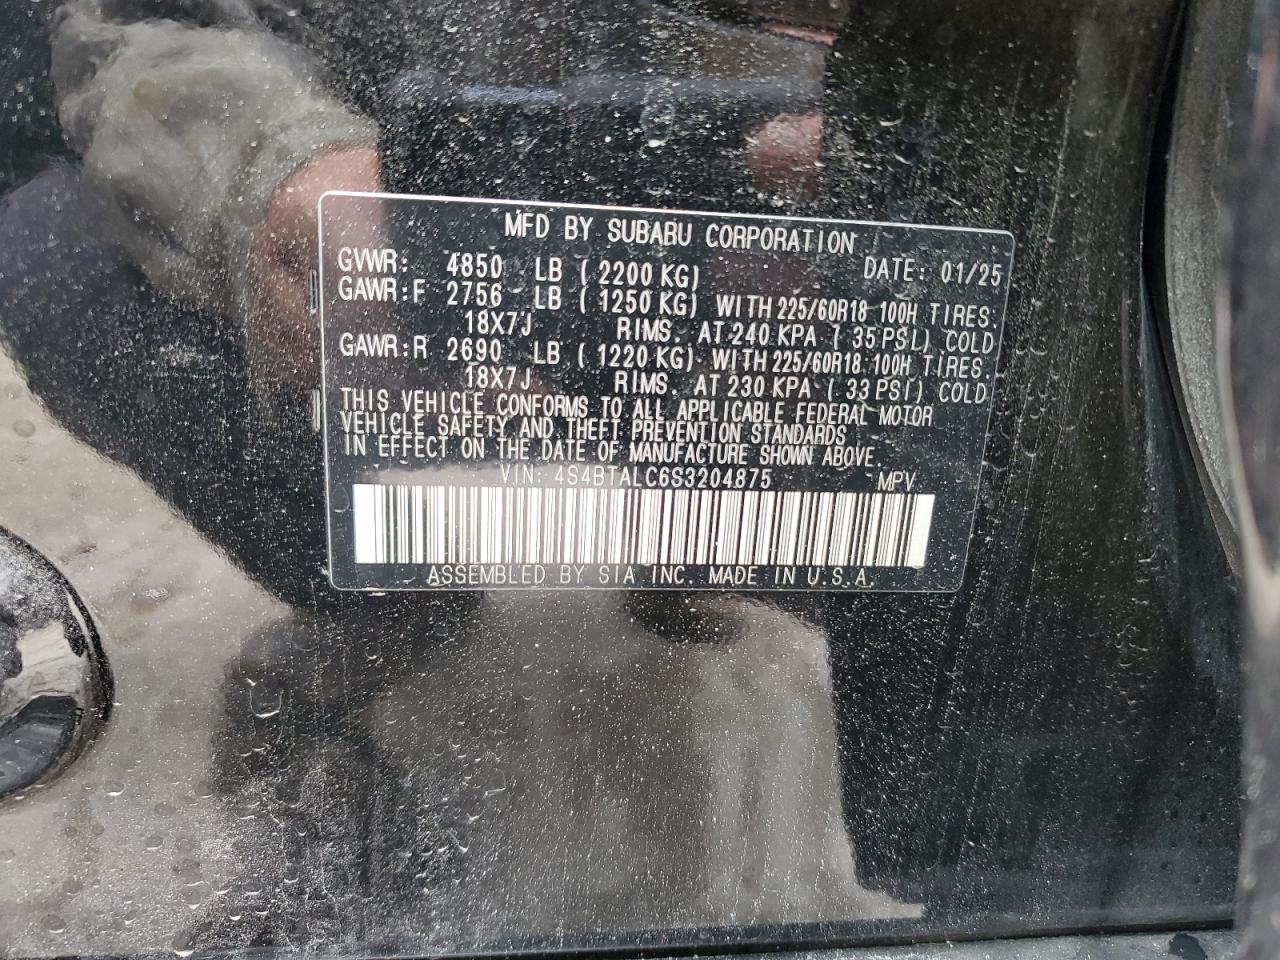 MFD BY SUBARU CORPORATION
GVWR: 4850 LB (2200 KG) DATE: 01/25
GAWR:F 2756 LB (1250 KG) WITH 225/60R18 100H TIRES.
18X7J RIMS. AT 240 KPA (35 PSI) COLD
GAWR:R 2690 LB (1220 KG) WITH 225/60R18 100H TIRES.
18X7J RIMS. AT 230 KPA (33 PSI) COLD
THIS VEHICLE CONFORMS TO ALL APPLICABLE FEDERAL MOTOR
VEHICLE SAFETY AND THEFT PREVENTION STANDARDS
IN EFFECT ON THE DATE OF MANUFACTURE SHOWN ABOVE.
VIN: 4S4BTALC6S3204875 MPV
ASSEMBLED BY SIA INC. MADE IN U.S.A.